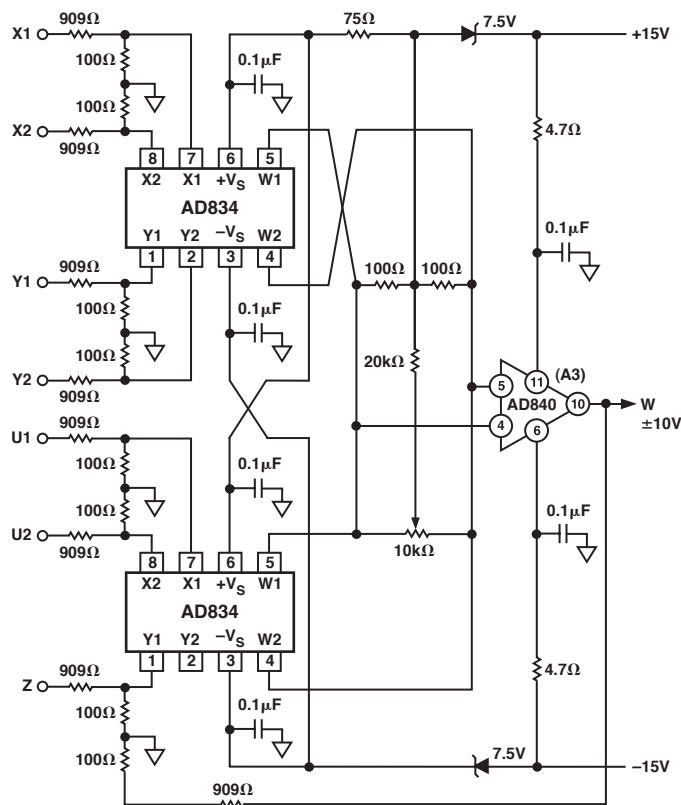 X1
909Ω
100Ω
100Ω
X2
909Ω
0.1µF
75Ω
7.5V
+15V
4.7Ω
8
7
6
5
X2
X1
+VS
W1
AD834
Y1
Y2
–VS
W2
1
2
3
4
0.1µF
909Ω
Y1
100Ω
100Ω
Y2
909Ω
0.1µF
100Ω
100Ω
20kΩ
5
11
(A3)
AD840
10
4
6
W
±10V
909Ω
U1
100Ω
100Ω
U2
909Ω
0.1µF
10kΩ
0.1µF
8
7
6
5
X2
X1
+VS
W1
AD834
Y1
Y2
–VS
W2
1
2
3
4
909Ω
Z
100Ω
100Ω
0.1µF
4.7Ω
7.5V
–15V
909Ω